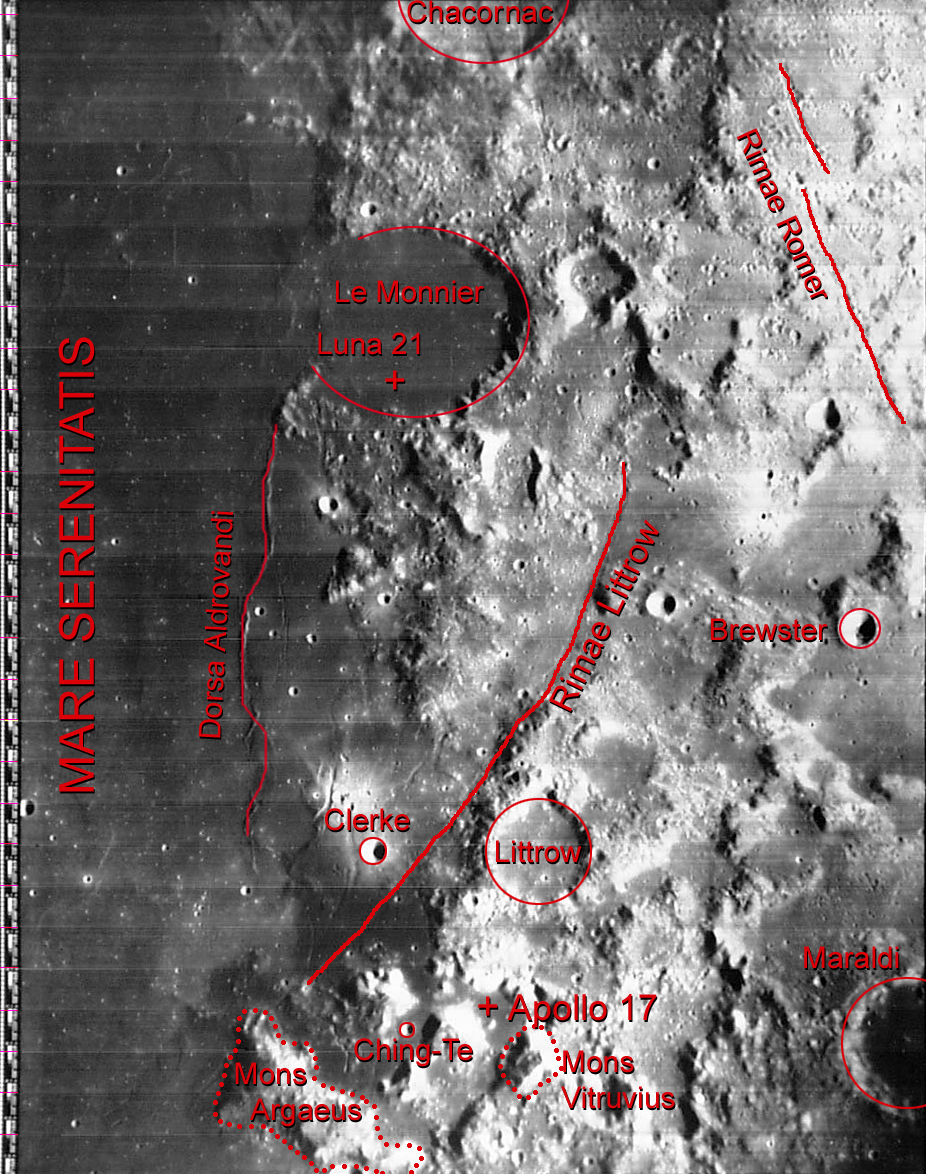 Chacornac
Rimae Romer
Le Monnier
Luna 21
+
MARE SERENITATIS
Dorsa Aldrovandi
Rimae Littrow
Brewster
Clerke
Littrow
Maraldi
+ Apollo 17
Ching-Te
Mons
Vitruvius
Mons
Argaeus